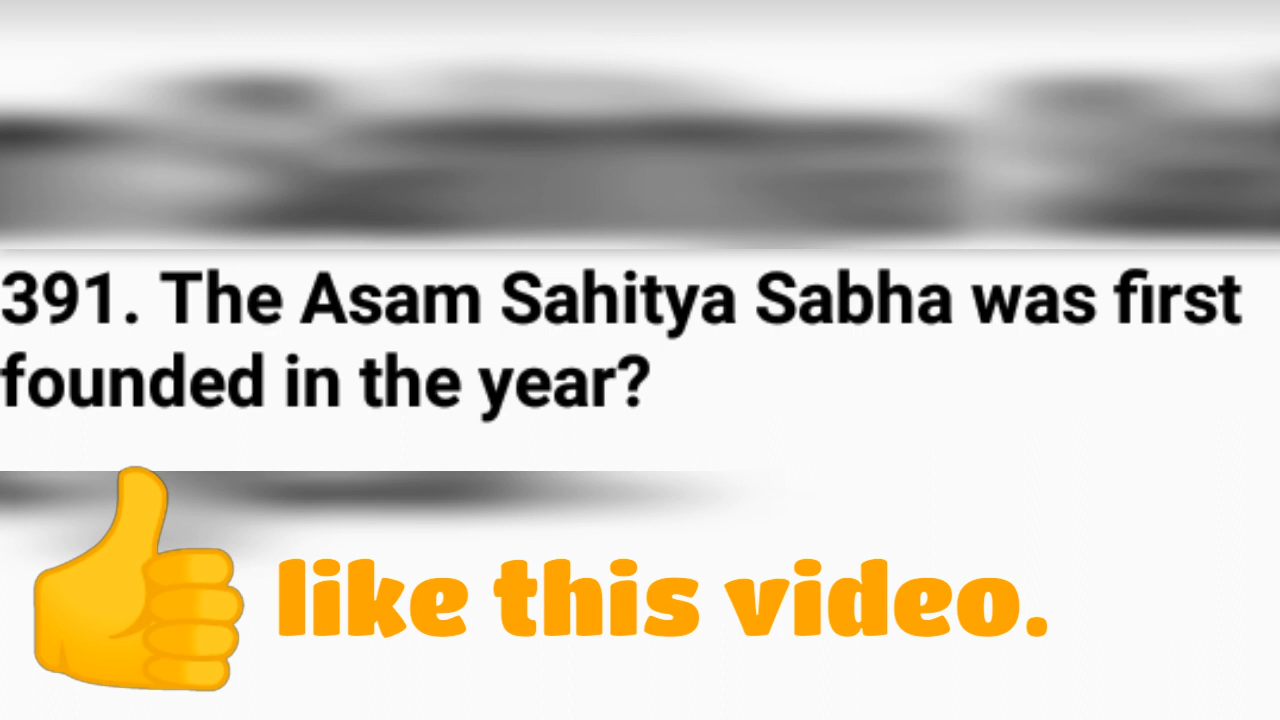 391. The Asam Sahitya Sabha was first
founded in the year?
like this video.